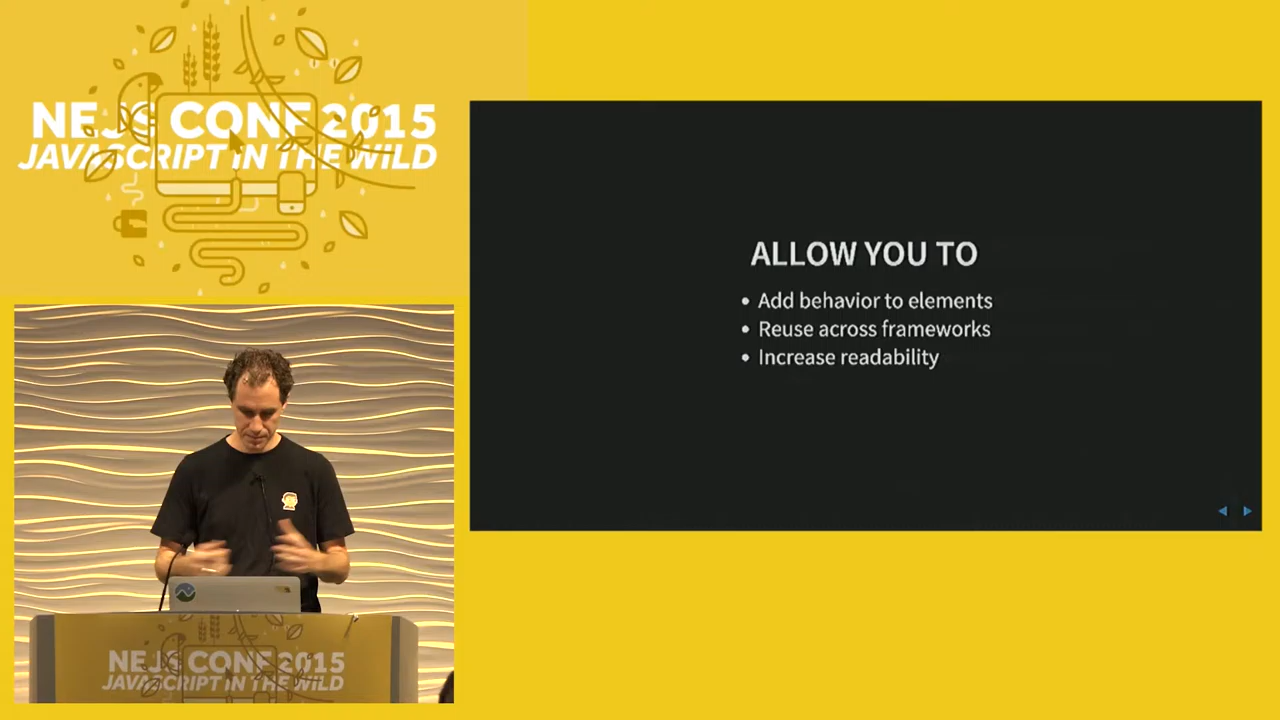 NEJS CONF 2015
JAVASCRIPT IN THE WILD
ALLOW YOU TO
• Add behavior to elements
• Reuse across frameworks
• Increase readability
NEJS CONF 2015
JAVASCRIPT IN THE WILD